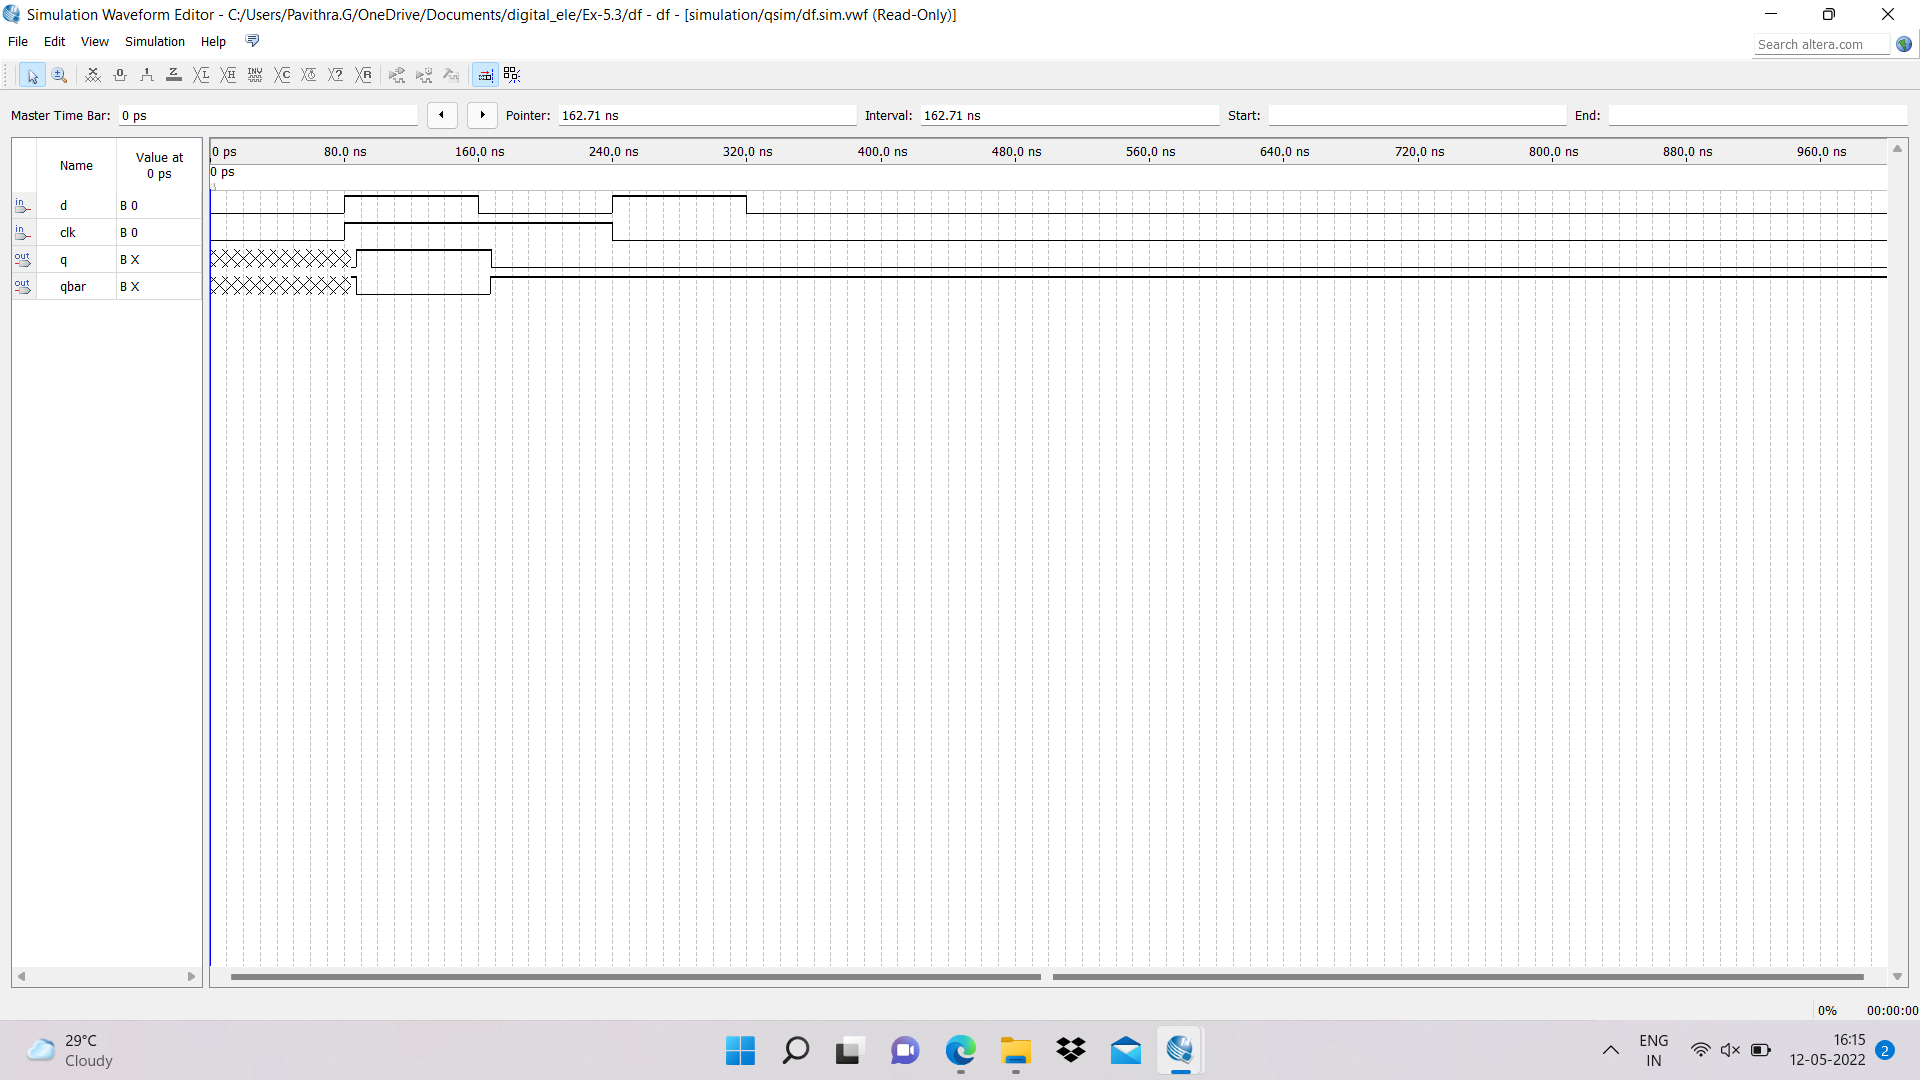 Simulation Waveform Editor - C:/Users/Pavithra.G/OneDrive/Documents/digital_ele/Ex-5.3/df - df - [simulation/qsim/df.sim.vwf (Read-Only)]
File Edit View Simulation Help
Search altera.com
Master Time Bar: 0 ps Pointer: 162.71 ns Interval: 162.71 ns Start: End:
Name Value at 0 ps
0 ps 80.0 ns 160.0 ns 240.0 ns 320.0 ns 400.0 ns 480.0 ns 560.0 ns 640.0 ns 720.0 ns 800.0 ns 880.0 ns 960.0 ns
0 ps
in d B 0
in clk B 0
out q B X
out qbar B X
0% 00:00:00
29°C
Cloudy
ENG
IN
16:15
12-05-2022
2